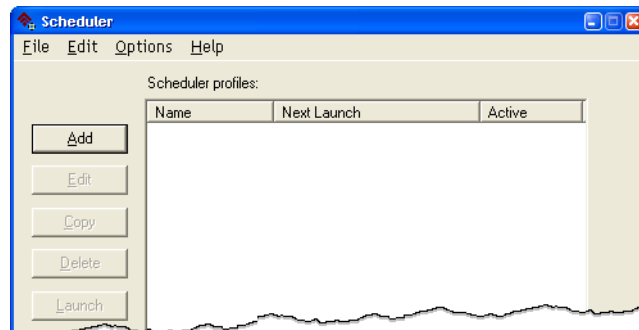 Scheduler
File Edit Options Help
Scheduler profiles:
Name Next Launch Active
Add
Edit
Copy
Delete
Launch